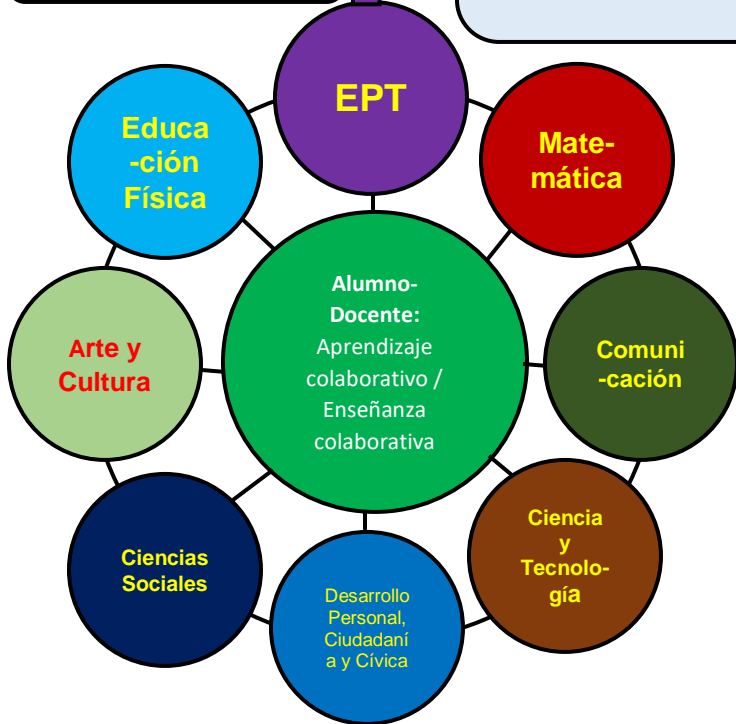 EPT
Educa
-ción
Física
Mate-
mática
Alumno-
Docente:
Aprendizaje
colaborativo /
Enseñanza
colaborativa
Arte y
Cultura
Comuni
-cación
Ciencias
Sociales
Desarrollo
Personal,
Ciudadaní
a y Cívica
Ciencia
y
Tecnolo-
gía